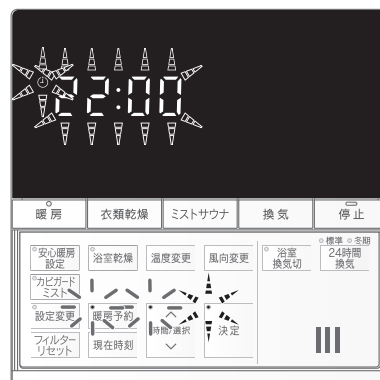 22:00
暖房
衣類乾燥
ミストサウナ
換気
停止
標準
冬期
安心暖房
設定
浴室乾燥
温度変更
風向変更
浴室
換気切
24時間
換気
カビガード
ミスト
設定変更
暖房予約
時間/選択
決定
フィルター
リセット
現在時刻